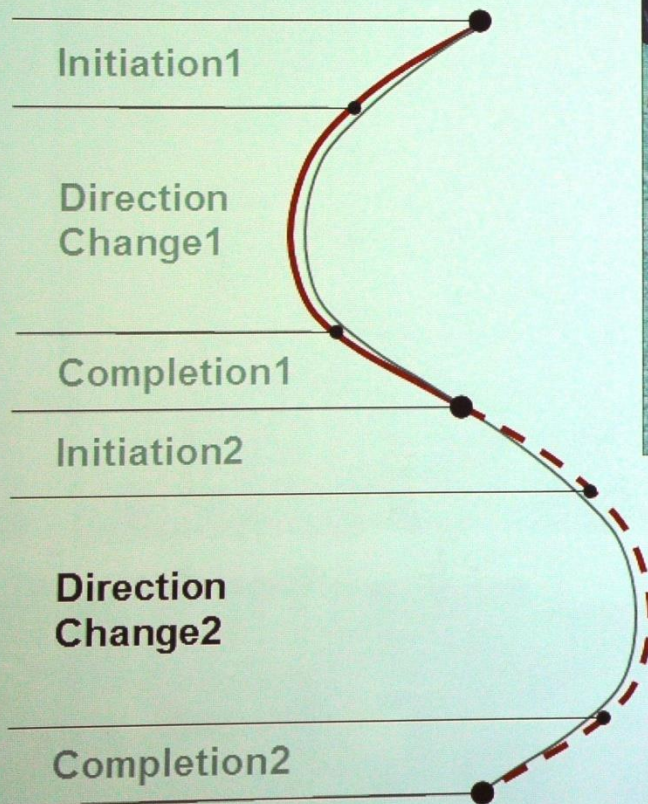 Initiation1
Direction
Change1
Completion1
Initiation2
Direction
Change2
Completion2